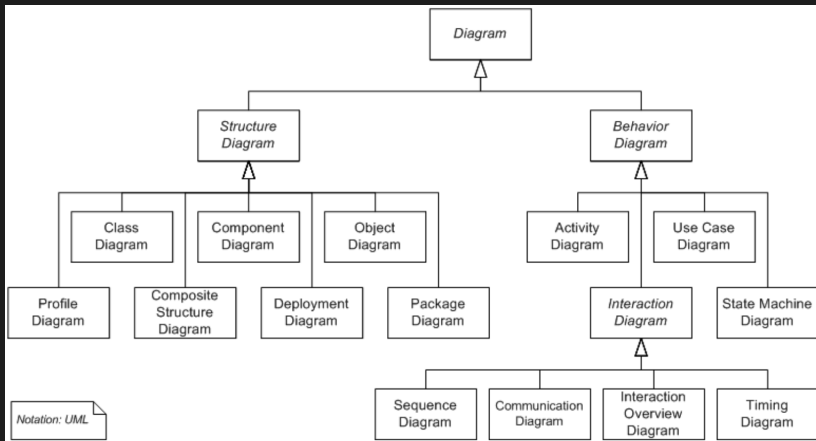 Diagram
Structure
Diagram
Behavior
Diagram
Class
Diagram
Component
Diagram
Object
Diagram
Activity
Diagram
Use Case
Diagram
Profile
Diagram
Composite
Structure
Diagram
Deployment
Diagram
Package
Diagram
Interaction
Diagram
State Machine
Diagram
Sequence
Diagram
Communication
Diagram
Interaction
Overview
Diagram
Timing
Diagram
Notation: UML